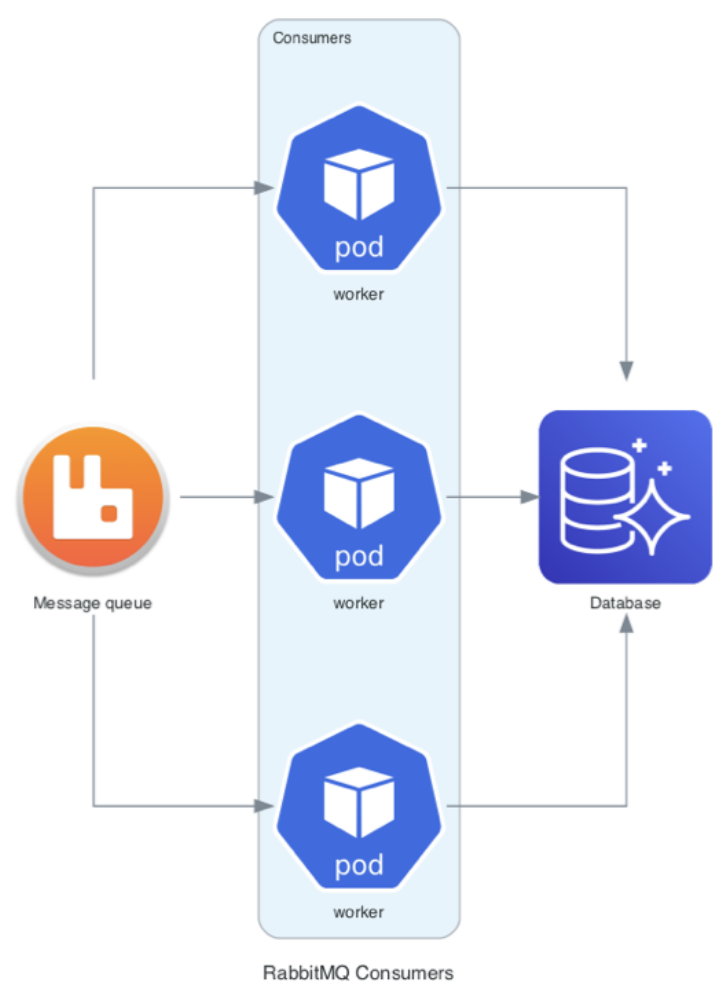 Consumers
pod
worker
pod
worker
Message queue
Database
pod
worker
RabbitMQ Consumers